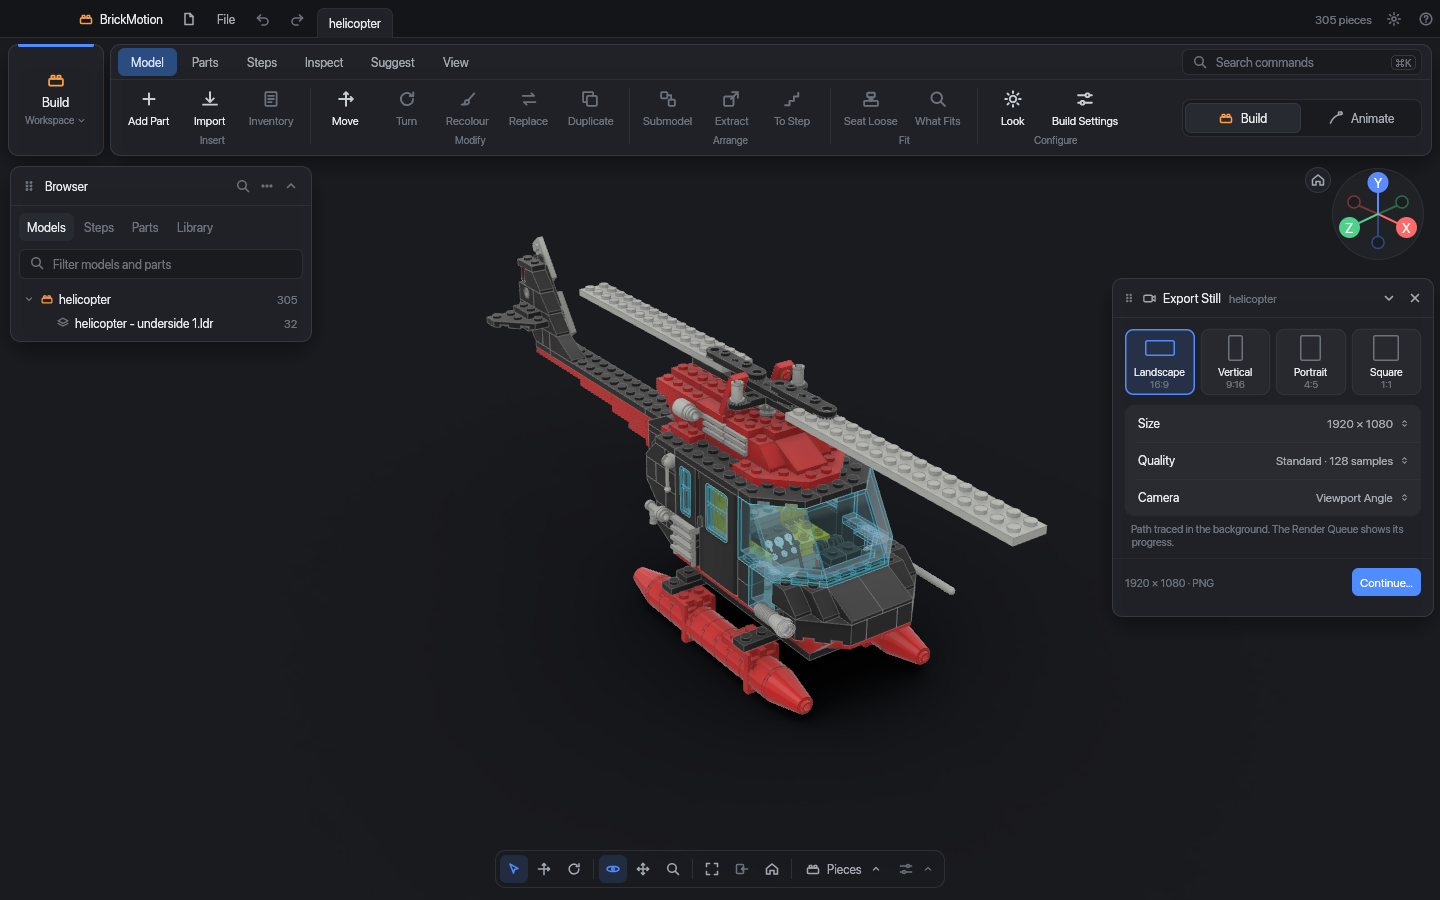 BrickMotion
File
helicopter
305 pieces
Build
Workspace
Model
Parts
Steps
Inspect
Suggest
View
Search commands
⌘K
Add Part
Import
Inventory
Insert
Move
Turn
Recolour
Replace
Duplicate
Modify
Submodel
Extract
To Step
Arrange
Seat Loose
What Fits
Fit
Look
Build Settings
Configure
Build
Animate
Browser
Models
Steps
Parts
Library
Filter models and parts
helicopter 305
helicopter - underside 1.ldr 32
Y
Z
X
Export Still helicopter
Landscape
16:9
Vertical
9:16
Portrait
4:5
Square
1:1
Size 1920 × 1080
Quality Standard · 128 samples
Camera Viewport Angle
Path traced in the background. The Render Queue shows its
progress.
1920 × 1080 · PNG
Continue...
Pieces